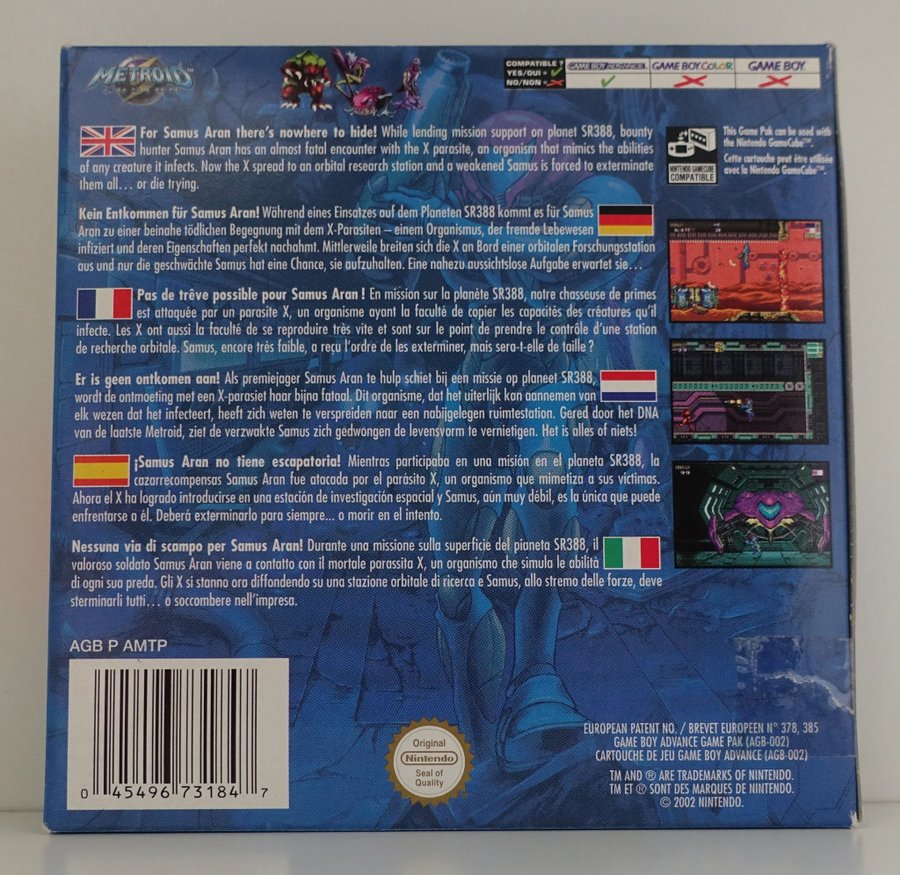 METROID
FUSION
COMPATIBLE ?
YES/OUI = ✓
NO/NON = ✗
GAME BOY ADVANCE
GAME BOY COLOR
GAME BOY
For Samus Aran there's nowhere to hide! While lending mission support on planet SR388, bounty
hunter Samus Aran has an almost fatal encounter with the X parasite, an organism that mimics the abilities
of any creature it infects. Now the X spread to an orbital research station and a weakened Samus is forced to exterminate
them all... or die trying.
NINTENDO GAMECUBE
COMPATIBLE
This Game Pak can be used with
the Nintendo GameCube™.
Cette cartouche peut être utilisée
avec la Nintendo GameCube™.
Kein Entkommen für Samus Aran! Während eines Einsatzes auf dem Planeten SR388 kommt es für Samus
Aran zu einer beinahe tödlichen Begegnung mit dem X-Parasiten – einem Organismus, der fremde Lebewesen
infiziert und deren Eigenschaften perfekt nachahmt. Mittlerweile breiten sich die X an Bord einer orbitalen Forschungsstation
aus und nur die geschwächte Samus hat eine Chance, sie aufzuhalten. Eine nahezu aussichtslose Aufgabe erwartet sie...
Pas de trêve possible pour Samus Aran ! En mission sur la planète SR388, notre chasseuse de primes
est attaquée par un parasite X, un organisme ayant la faculté de copier les capacités des créatures qu'il
infecte. Les X ont aussi la faculté de se reproduire très vite et sont sur le point de prendre le contrôle d'une station
de recherche orbitale. Samus, encore très faible, a reçu l'ordre de les exterminer, mais sera-t-elle de taille ?
Er is geen ontkomen aan! Als premiejager Samus Aran te hulp schiet bij een missie op planeet SR388,
wordt de ontmoeting met een X-parasiet haar bijna fataal. Dit organisme, dat het uiterlijk kan aannemen van
elk wezen dat het infecteert, heeft zich weten te verspreiden naar een nabijgelegen ruimtestation. Gered door het DNA
van de laatste Metroid, ziet de verzwakte Samus zich gedwongen de levensvorm te vernietigen. Het is alles of niets!
¡Samus Aran no tiene escapatoria! Mientras participaba en una misión en el planeta SR388, la
cazarrecompensas Samus Aran fue atacada por el parásito X, un organismo que mimetiza a sus víctimas.
Ahora el X ha logrado introducirse en una estación de investigación espacial y Samus, aún muy débil, es la única que puede
enfrentarse a él. Deberá exterminarlo para siempre... o morir en el intento.
Nessuna via di scampo per Samus Aran! Durante una missione sulla superficie del pianeta SR388, il
valoroso soldato Samus Aran viene a contatto con il mortale parassita X, un organismo che simula le abilità
di ogni sua preda. Gli X si stanno ora diffondendo su una stazione orbitale di ricerca e Samus, allo stremo delle forze, deve
sterminarli tutti... o soccombere nell'impresa.
AGB P AMTP
0 45496 73184 7
Original
Nintendo
Seal of
Quality
EUROPEAN PATENT NO. / BREVET EUROPEEN N° 378, 385
GAME BOY ADVANCE GAME PAK (AGB-002)
CARTOUCHE DE JEU GAME BOY ADVANCE (AGB-002)
TM AND ® ARE TRADEMARKS OF NINTENDO.
TM ET ® SONT DES MARQUES DE NINTENDO.
© 2002 NINTENDO.